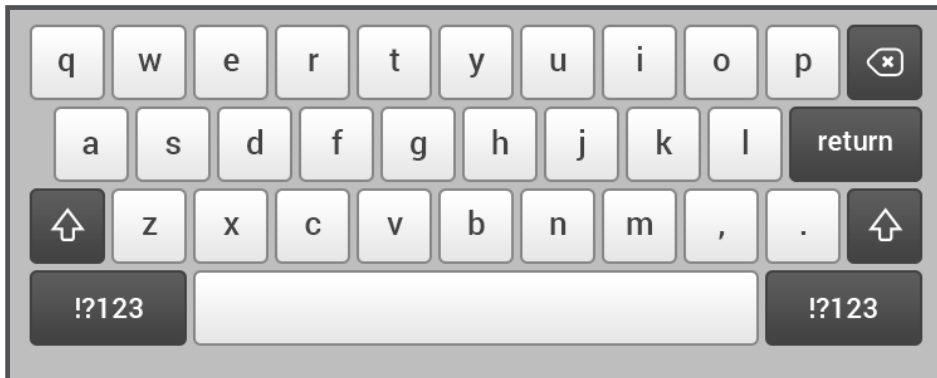 q w e r t y u i o p
a s d f g h j k l return
z x c v b n m , .
!?123 !?123